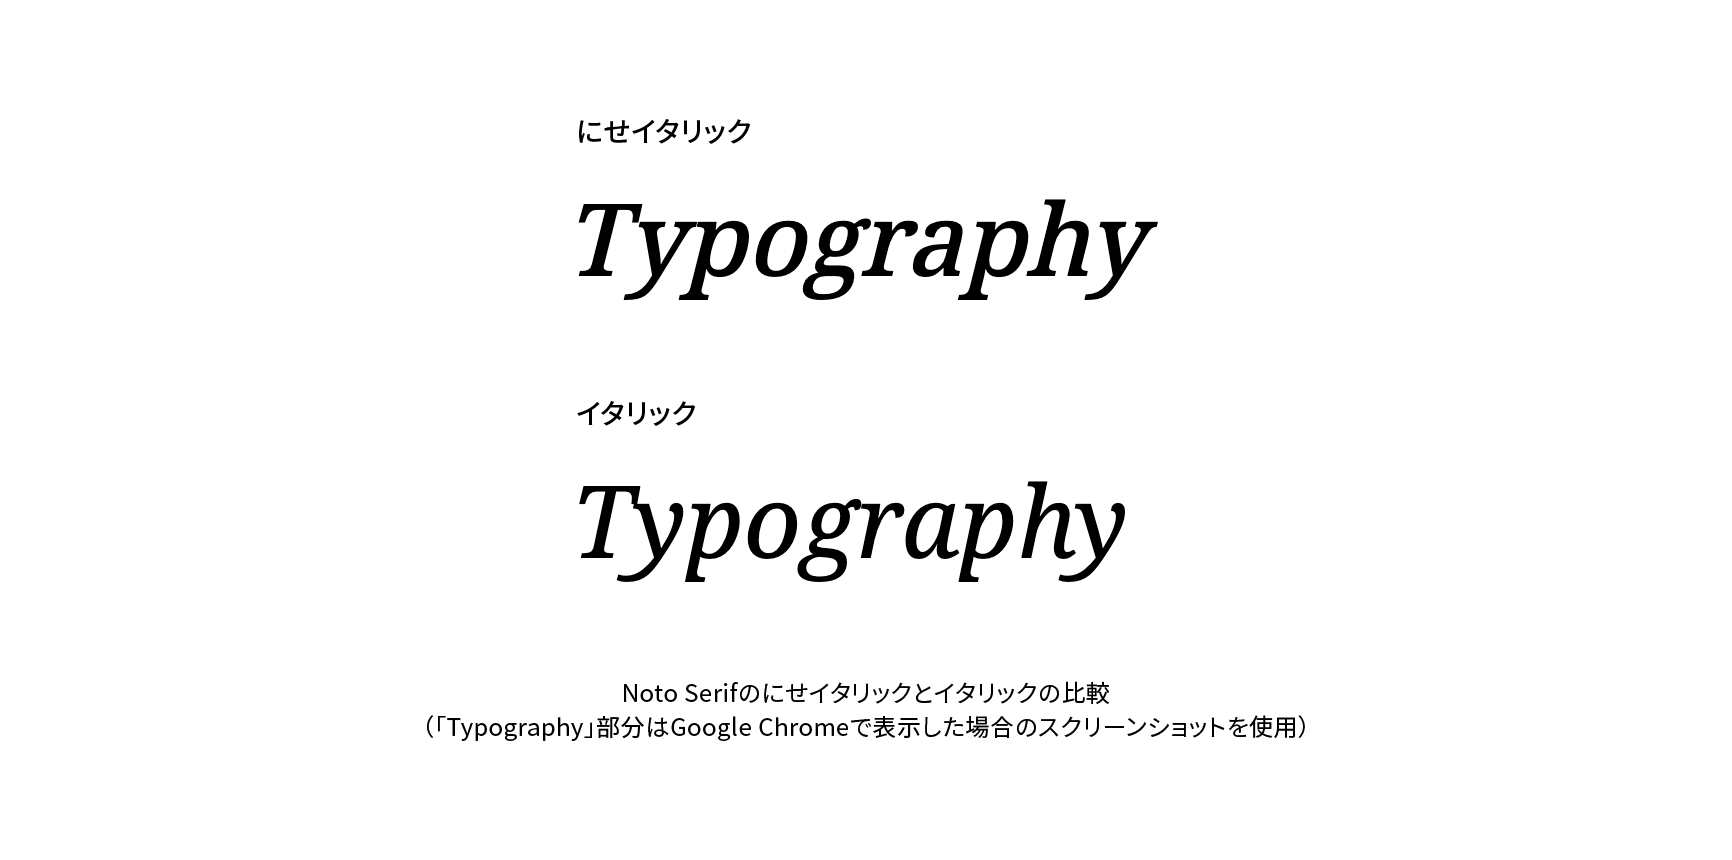 にせイタリック
Typography
イタリック
Typography
Noto Serifのにせイタリックとイタリックの比較
（「Typography」部分はGoogle Chromeで表示した場合のスクリーンショットを使用）